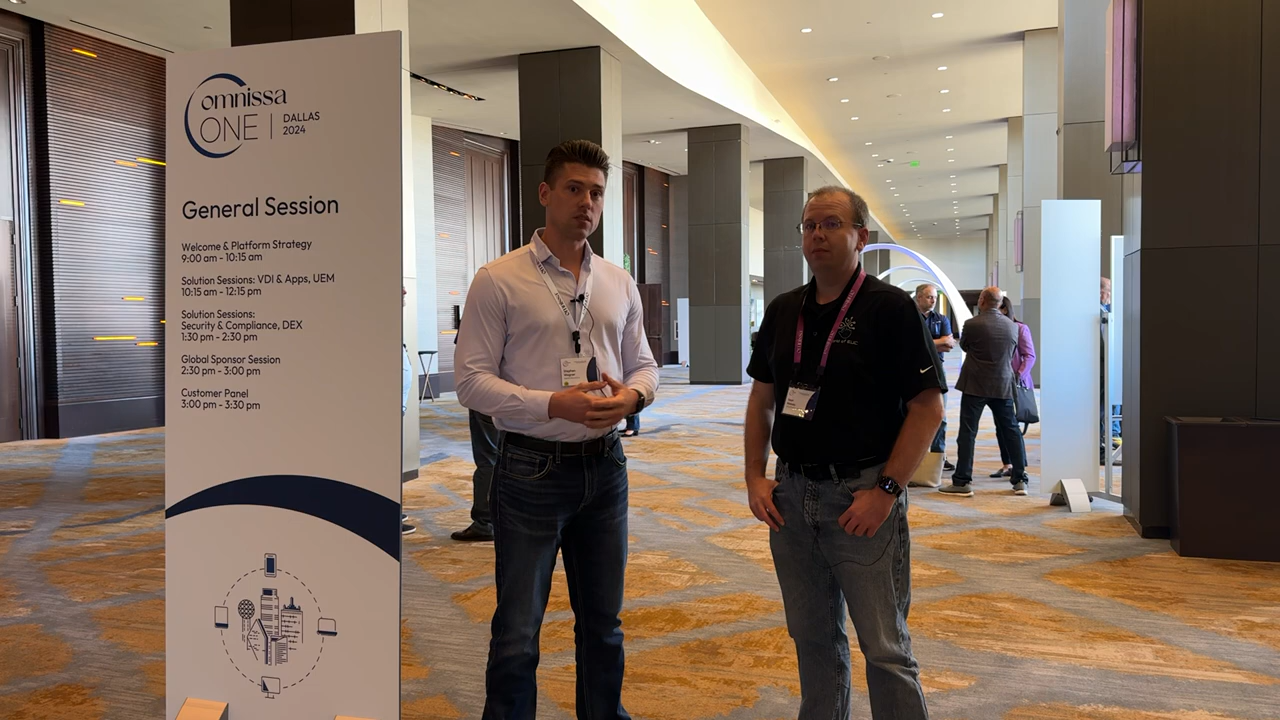 omnissa
ONE | DALLAS
2024
General Session
Welcome & Platform Strategy
9:00 am - 10:15 am
Solution Sessions: VDI & Apps, UEM
10:15 am - 12:15 pm
Solution Sessions:
Security & Compliance, DEX
1:30 pm - 2:30 pm
Global Sponsor Session
2:30 pm - 3:00 pm
Customer Panel
3:00 pm - 3:30 pm